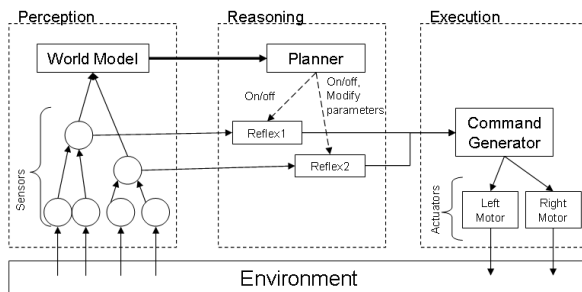 Perception
Reasoning
Execution
World Model
Planner
On/off
On/off,
Modify
parameters
Sensors
Reflex1
Reflex2
Command
Generator
Actuators
Left
Motor
Right
Motor
Environment